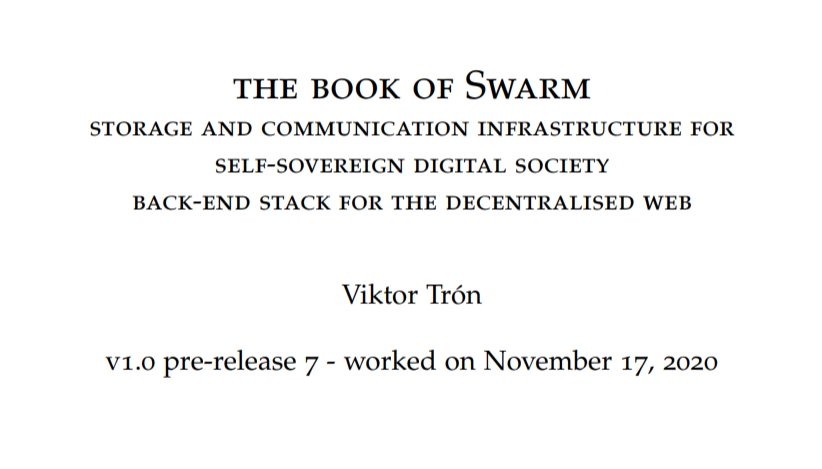 THE BOOK OF SWARM
STORAGE AND COMMUNICATION INFRASTRUCTURE FOR
SELF-SOVEREIGN DIGITAL SOCIETY
BACK-END STACK FOR THE DECENTRALISED WEB
Viktor Trón
v1.0 pre-release 7 - worked on November 17, 2020